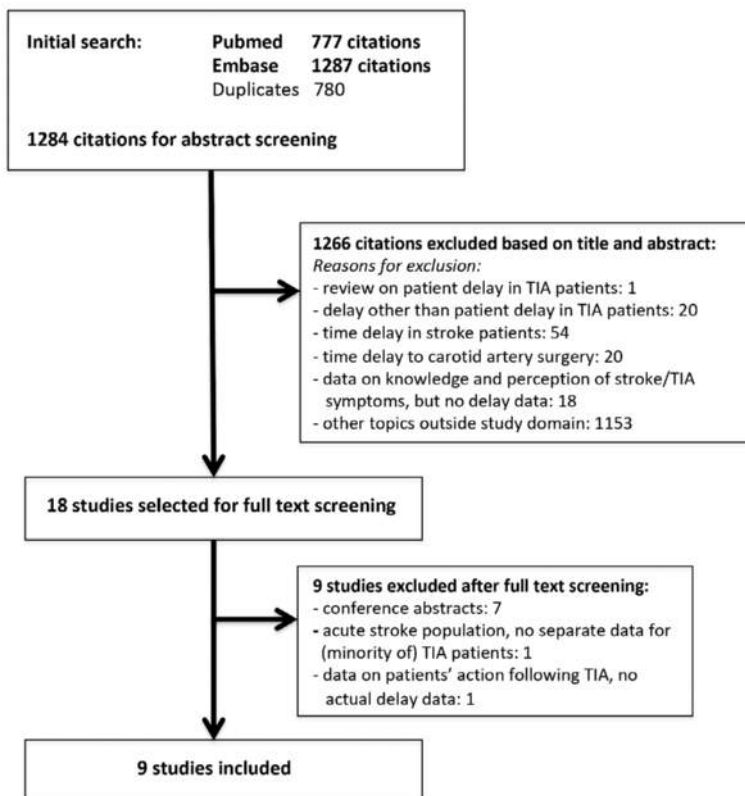 Initial search: Pubmed 777 citations
Embase 1287 citations
Duplicates 780
1284 citations for abstract screening
1266 citations excluded based on title and abstract:
Reasons for exclusion:
- review on patient delay in TIA patients: 1
- delay other than patient delay in TIA patients: 20
- time delay in stroke patients: 54
- time delay to carotid artery surgery: 20
- data on knowledge and perception of stroke/TIA
symptoms, but no delay data: 18
- other topics outside study domain: 1153
18 studies selected for full text screening
9 studies excluded after full text screening:
- conference abstracts: 7
- acute stroke population, no separate data for
(minority of) TIA patients: 1
- data on patients’ action following TIA, no
actual delay data: 1
9 studies included